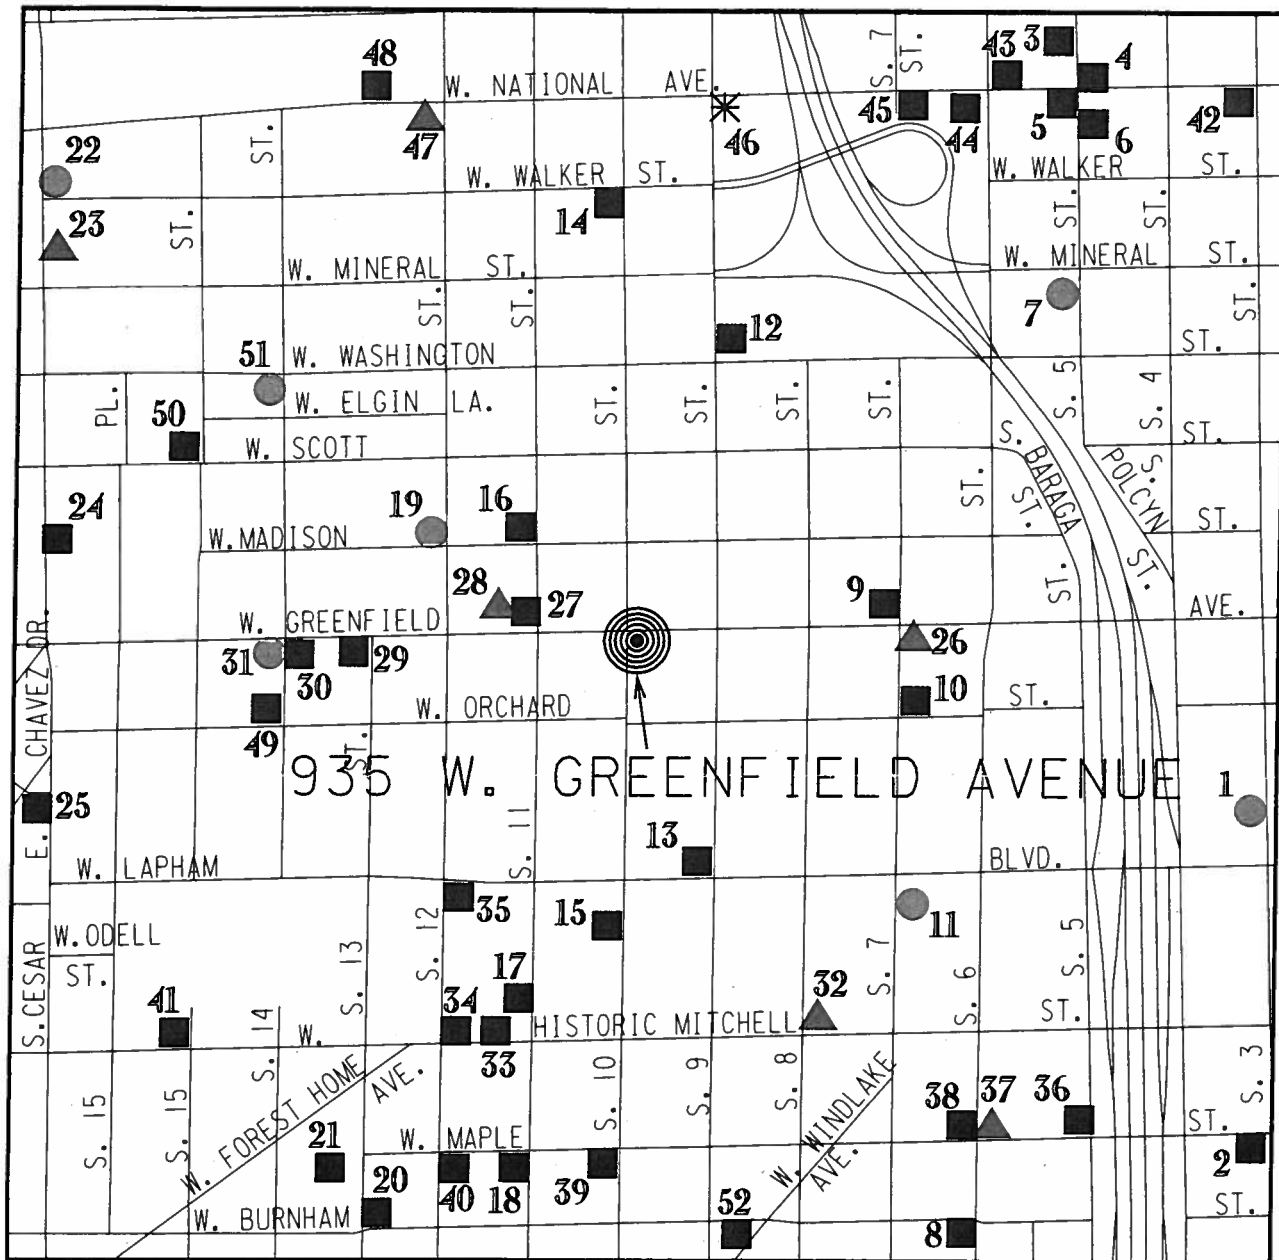 48
W. NATIONAL AVE.
S. 7 ST.
43
3
4
47
46
45
44
5
6
42
22
ST.
W. WALKER ST.
W. WALKER ST.
23
ST.
14
ST.
ST.
W. MINERAL ST.
W. MINERAL ST.
ST.
ST.
7
ST.
12
51
W. WASHINGTON
ST.
PL.
W. ELGIN LA.
ST.
ST.
ST.
ST.
S. 5
S. 4
50
W. SCOTT
S. BARAGA ST.
ST.
S. POLCYN ST.
24
19
16
ST.
W. MADISON
ST.
28
27
9
ST.
AVE.
W. GREENFIELD
26
31
30
29
10
ST.
W. ORCHARD
49
ST.
935 W. GREENFIELD AVENUE
1
25
S. CESAR E. CHAVEZ DR.
S. 11
13
W. LAPHAM
BLVD.
35
15
11
W. ODELL
ST.
S. 13
S. 12
S. 7
S. 6
S. 5
17
32
41
34
S. 14
W. HISTORIC MITCHELL
ST.
33
S. 15
S. 15
W. FOREST HOME AVE.
S. 10
S. 9
S. 8
W. WINDLAKE AVE.
38
37
36
S. 3
21
W. MAPLE
ST.
2
20
40
18
39
52
8
W. BURNHAM
ST.